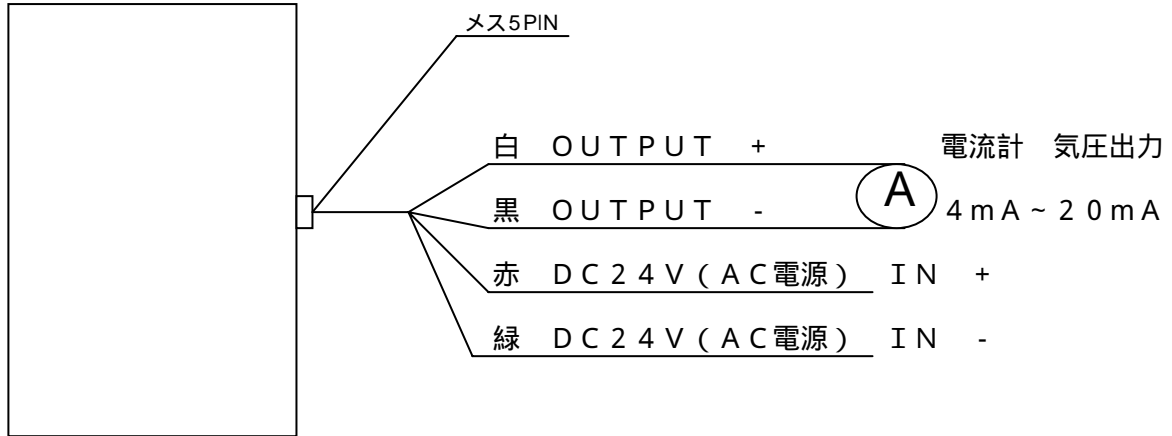 メス5PIN
白 OUTPUT + 電流計 気圧出力
A
黒 OUTPUT - 4mA~20mA
赤 DC24V(AC電源) IN +
緑 DC24V(AC電源) IN -